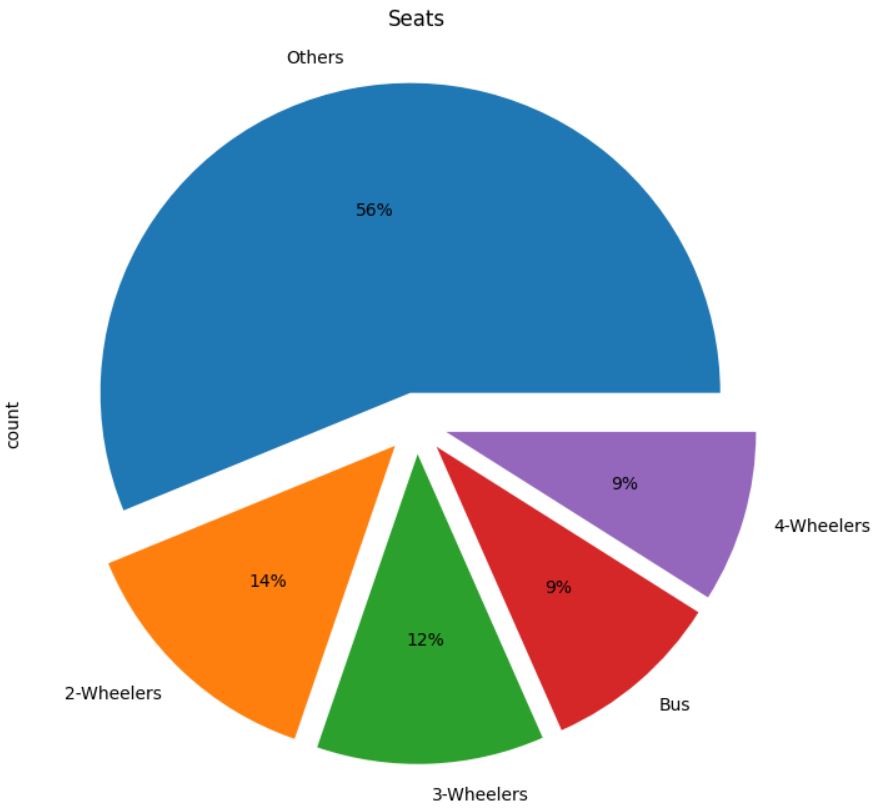 Seats
Others
56%
count
9%
4-Wheelers
14%
9%
12%
2-Wheelers
Bus
3-Wheelers